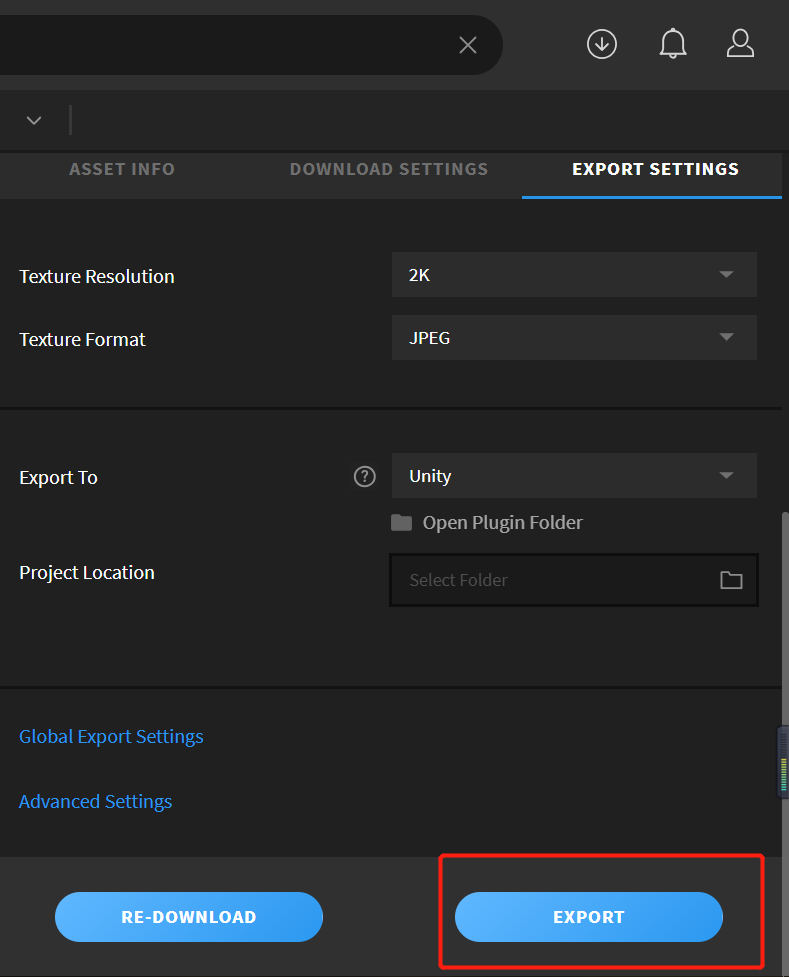 ASSET INFO DOWNLOAD SETTINGS EXPORT SETTINGS
Texture Resolution 2K
Texture Format JPEG
Export To ? Unity
Open Plugin Folder
Project Location Select Folder
Global Export Settings
Advanced Settings
RE-DOWNLOAD EXPORT